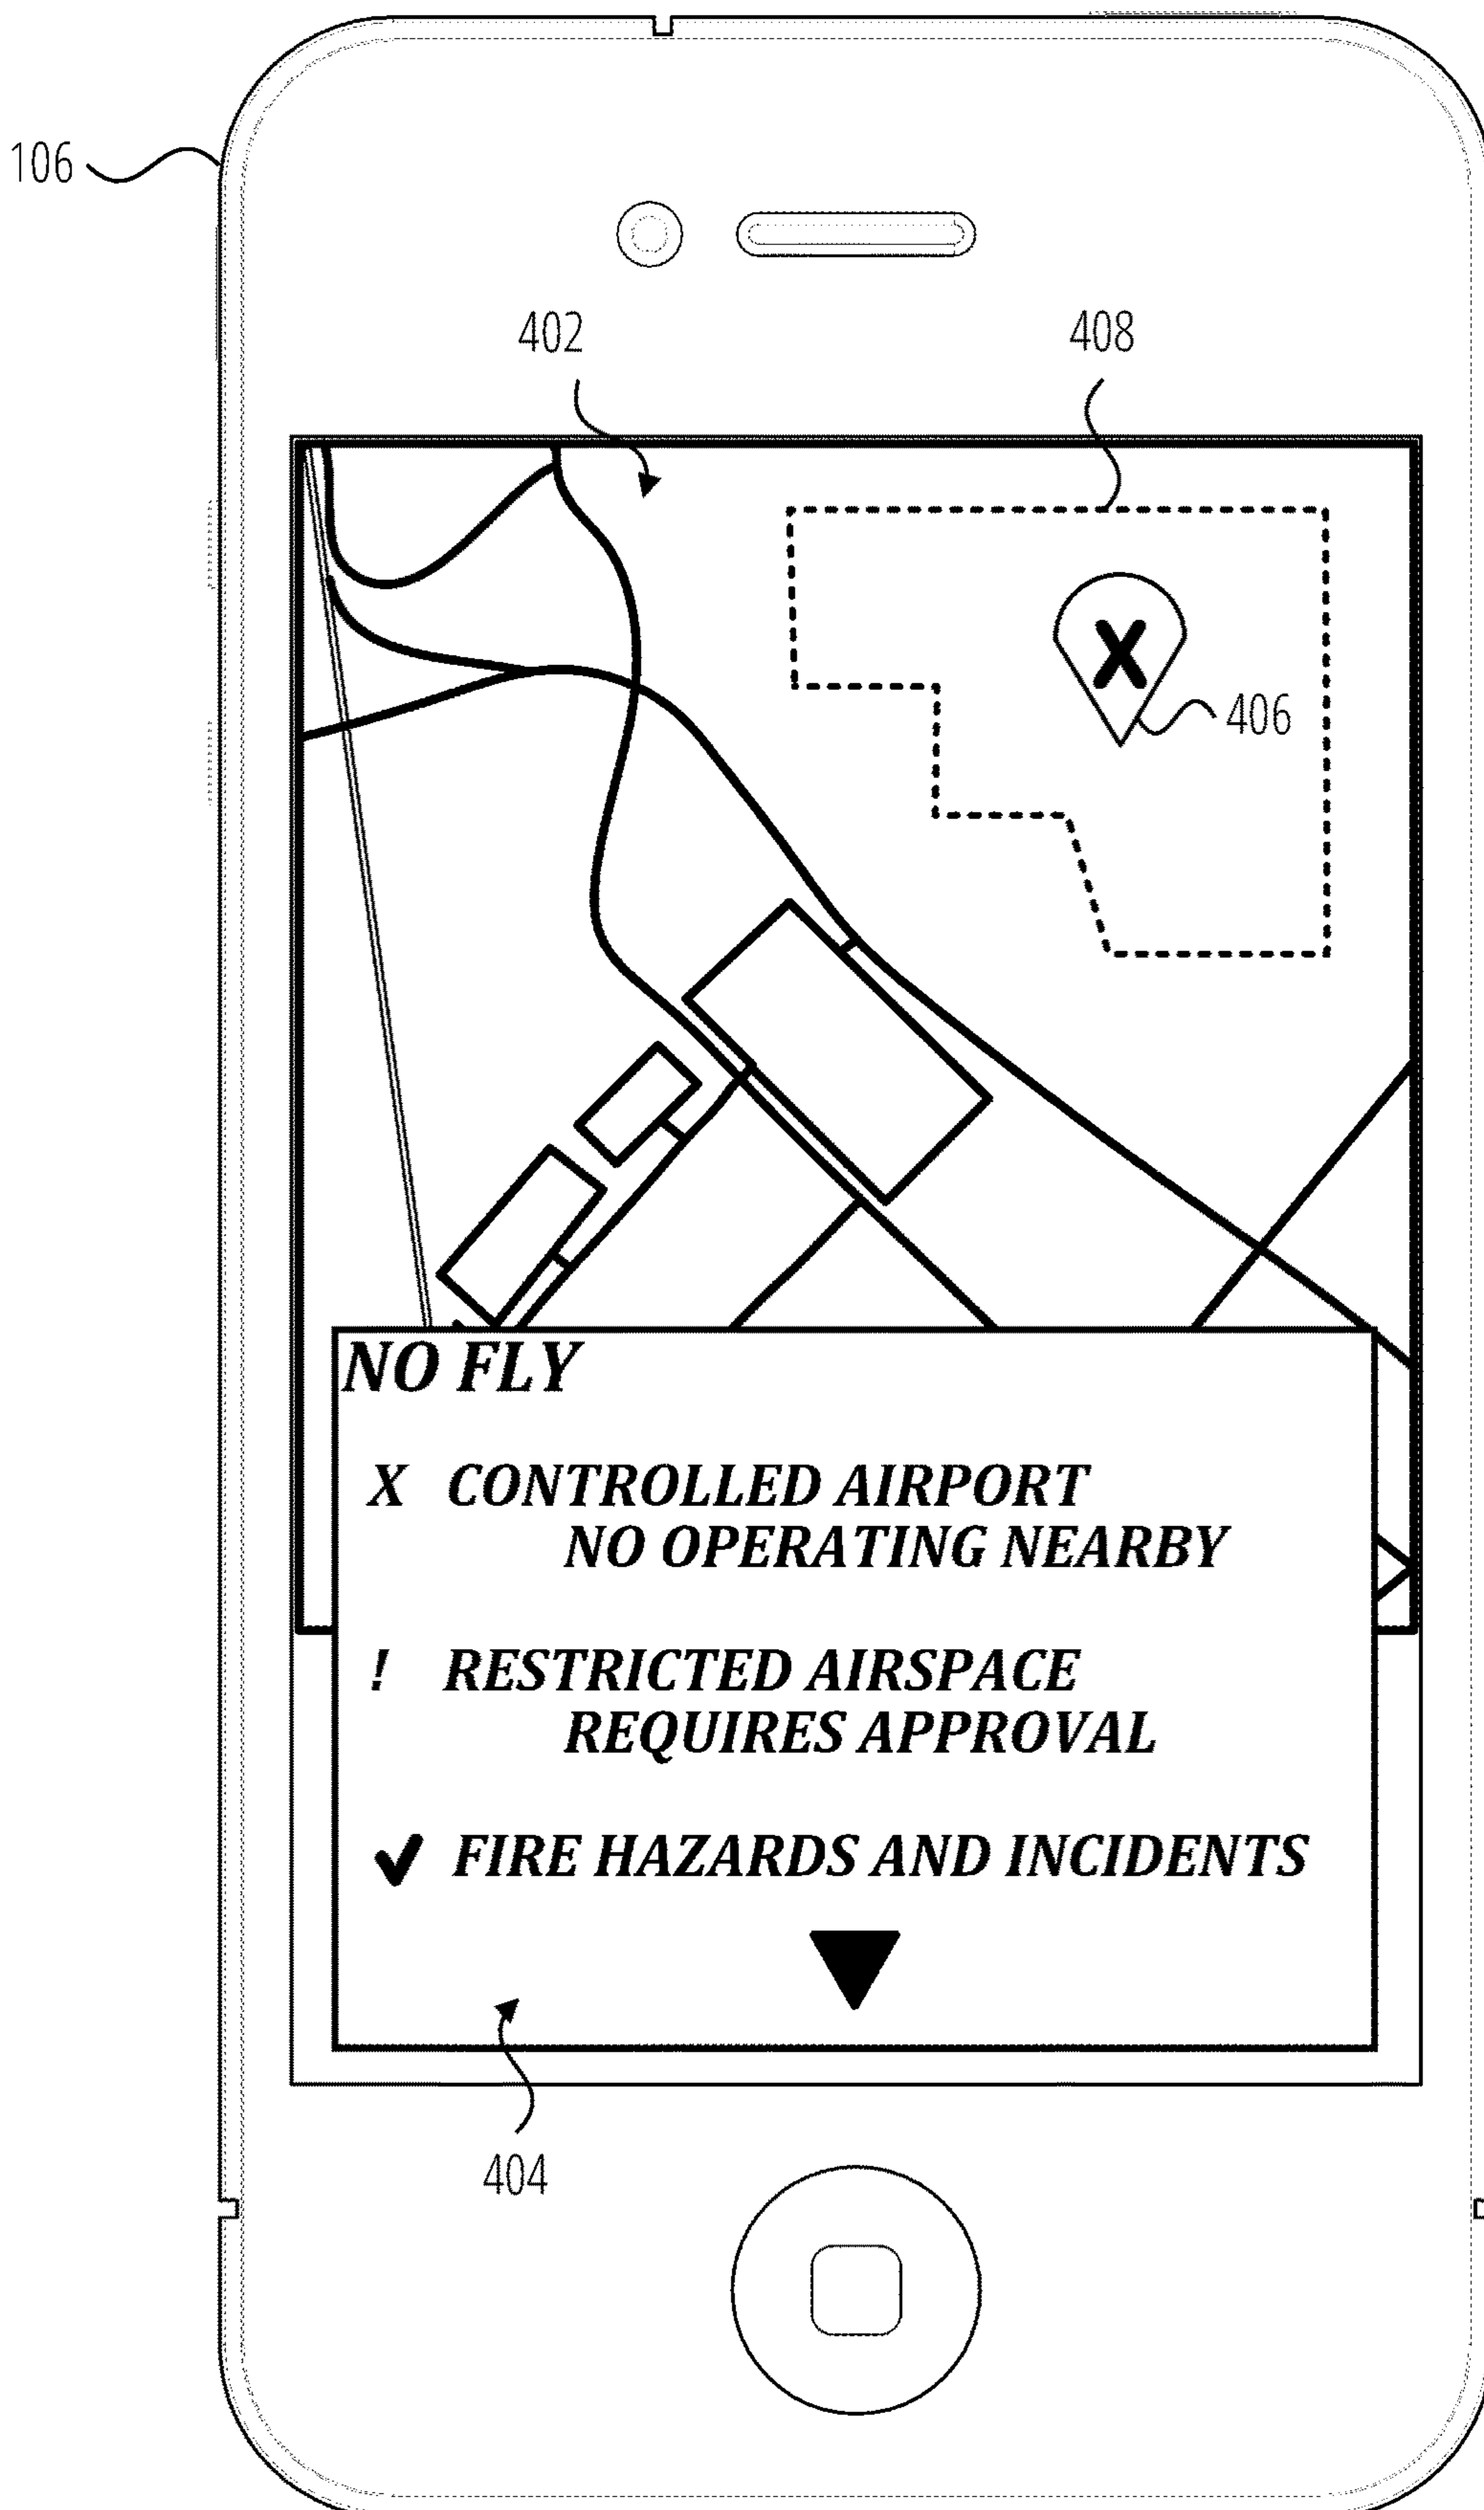 106
402
408
X
406
NO FLY
X CONTROLLED AIRPORT
NO OPERATING NEARBY
! RESTRICTED AIRSPACE
REQUIRES APPROVAL
✔ FIRE HAZARDS AND INCIDENTS
404